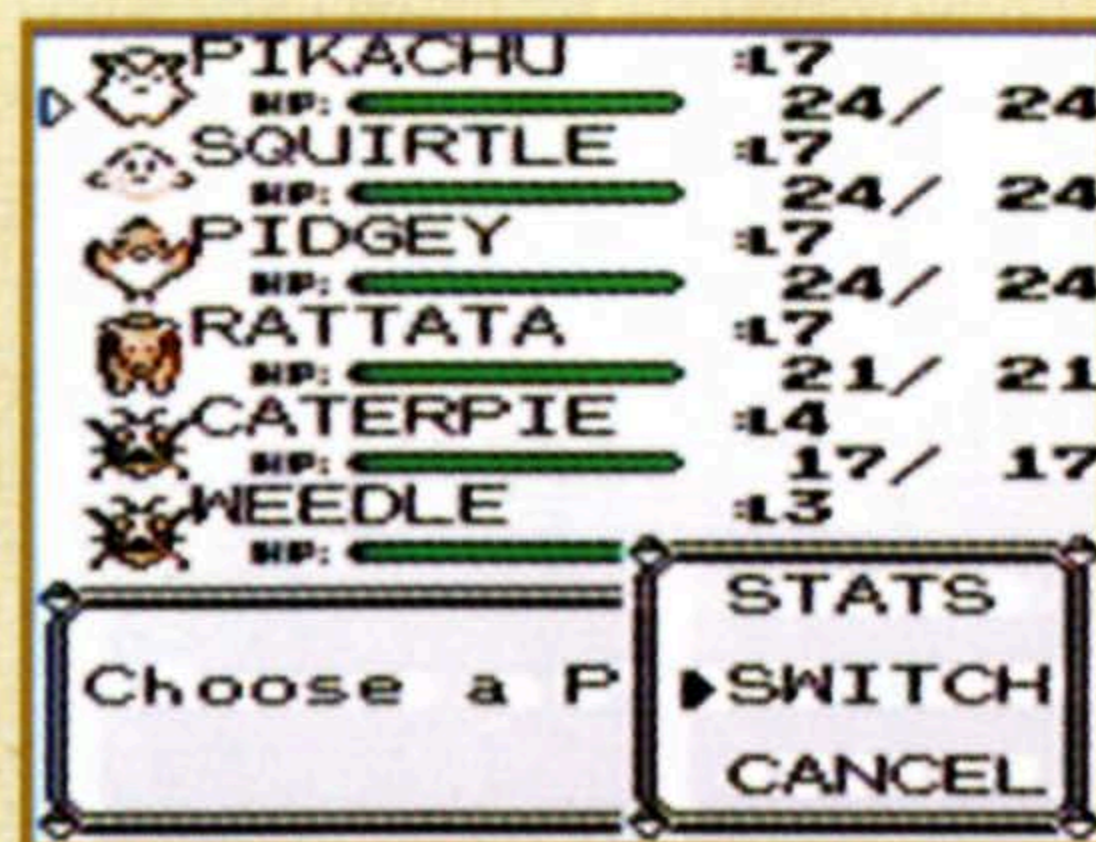 PIKACHU :L7
HP: 24/ 24
SQUIRTLE :L7
HP: 24/ 24
PIDGEY :L7
HP: 24/ 24
RATTATA :L7
HP: 21/ 21
CATERPIE :L4
HP: 17/ 17
WEEDLE :L3
HP:
STATS
Choose a P
SWITCH
CANCEL